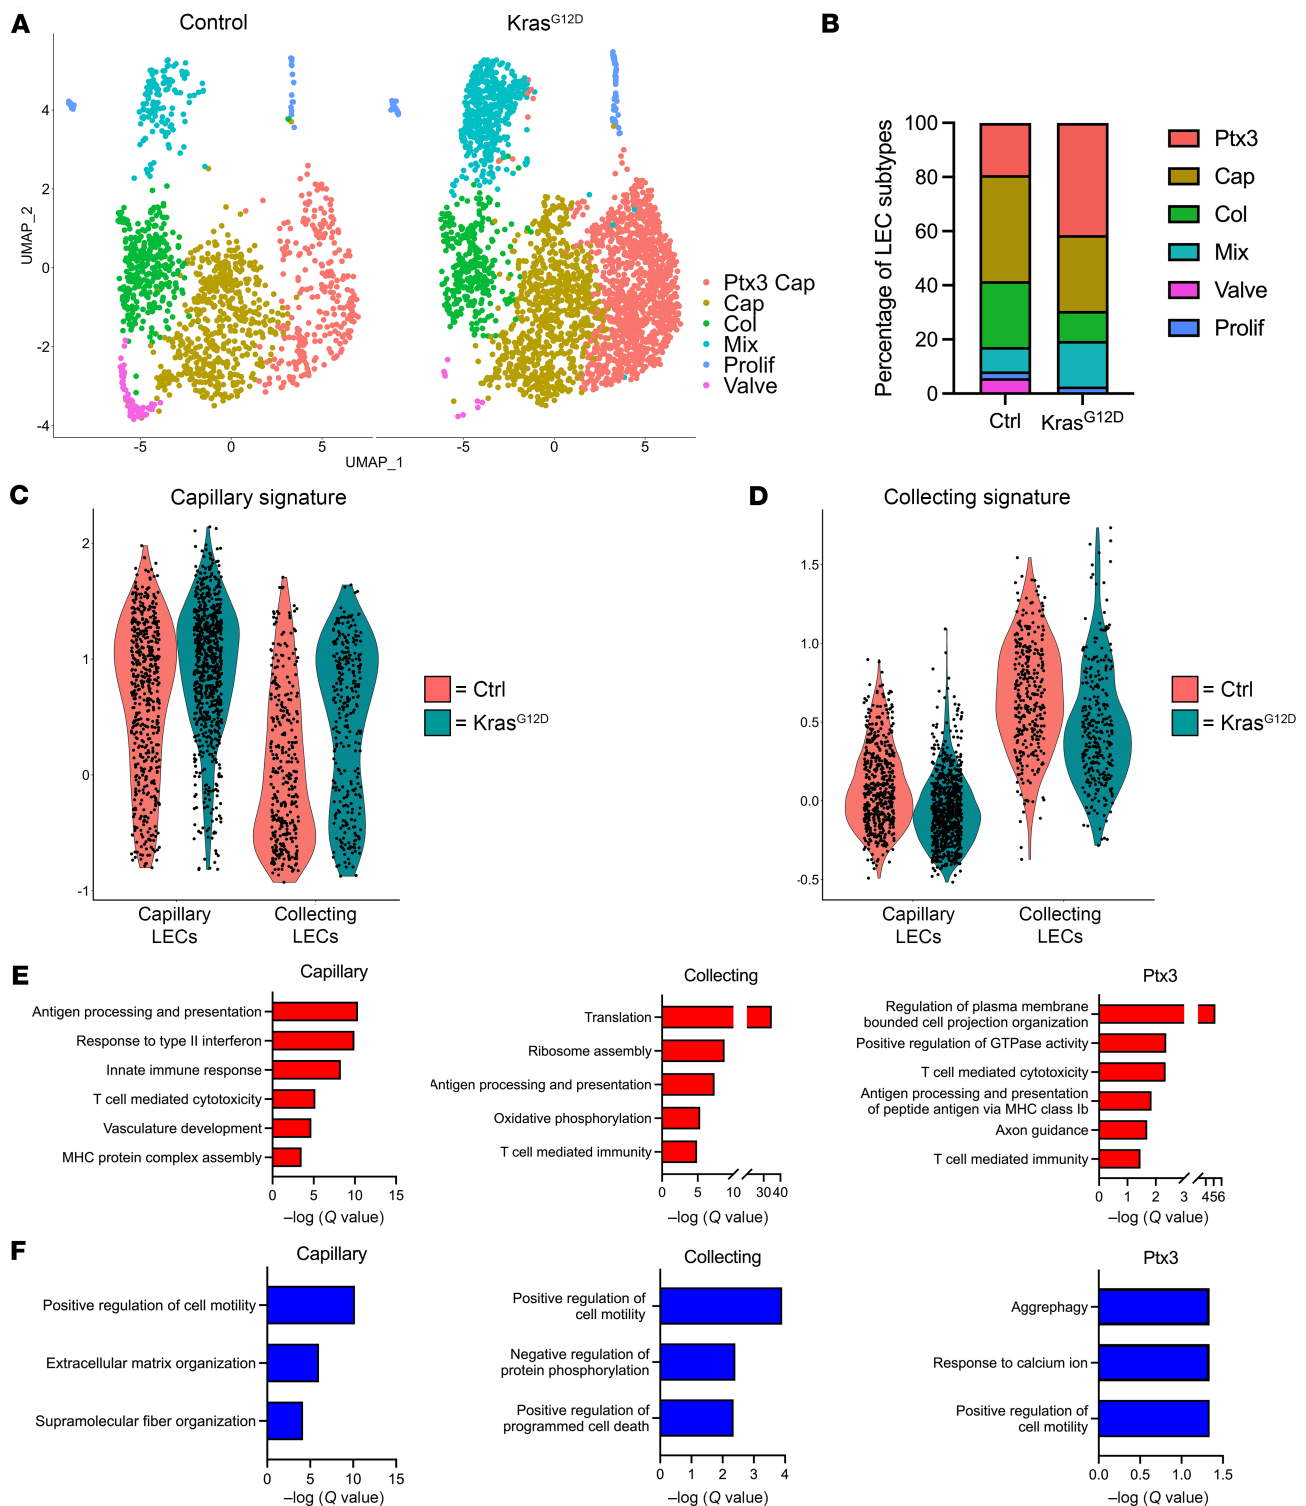 A
Control
Kras^G12D
UMAP_2
4
2
0
-2
-4
-5
0
5
-5
0
5
UMAP_1
Ptx3 Cap
Cap
Col
Mix
Prolif
Valve
B
Percentage of LEC subtypes
100
80
60
40
20
0
Ctrl
Kras^G12D
Ptx3
Cap
Col
Mix
Valve
Prolif
C
Capillary signature
2
1
0
-1
Capillary
LECs
Collecting
LECs
= Ctrl
= Kras^G12D
D
Collecting signature
1.5
1.0
0.5
0.0
-0.5
Capillary
LECs
Collecting
LECs
= Ctrl
= Kras^G12D
E
Capillary
Antigen processing and presentation
Response to type II interferon
Innate immune response
T cell mediated cytotoxicity
Vasculature development
MHC protein complex assembly
0 5 10 15
–log (Q value)
Collecting
Translation
Ribosome assembly
Antigen processing and presentation
Oxidative phosphorylation
T cell mediated immunity
0 5 10 30 40
–log (Q value)
Ptx3
Regulation of plasma membrane
bounded cell projection organization
Positive regulation of GTPase activity
T cell mediated cytotoxicity
Antigen processing and presentation
of peptide antigen via MHC class Ib
Axon guidance
T cell mediated immunity
0 1 2 3 4 5 6
–log (Q value)
F
Capillary
Positive regulation of cell motility
Extracellular matrix organization
Supramolecular fiber organization
0 5 10 15
–log (Q value)
Collecting
Positive regulation of
cell motility
Negative regulation of
protein phosphorylation
Positive regulation of
programmed cell death
0 1 2 3 4
–log (Q value)
Ptx3
Aggrephagy
Response to calcium ion
Positive regulation of
cell motility
0.0 0.5 1.0 1.5
–log (Q value)